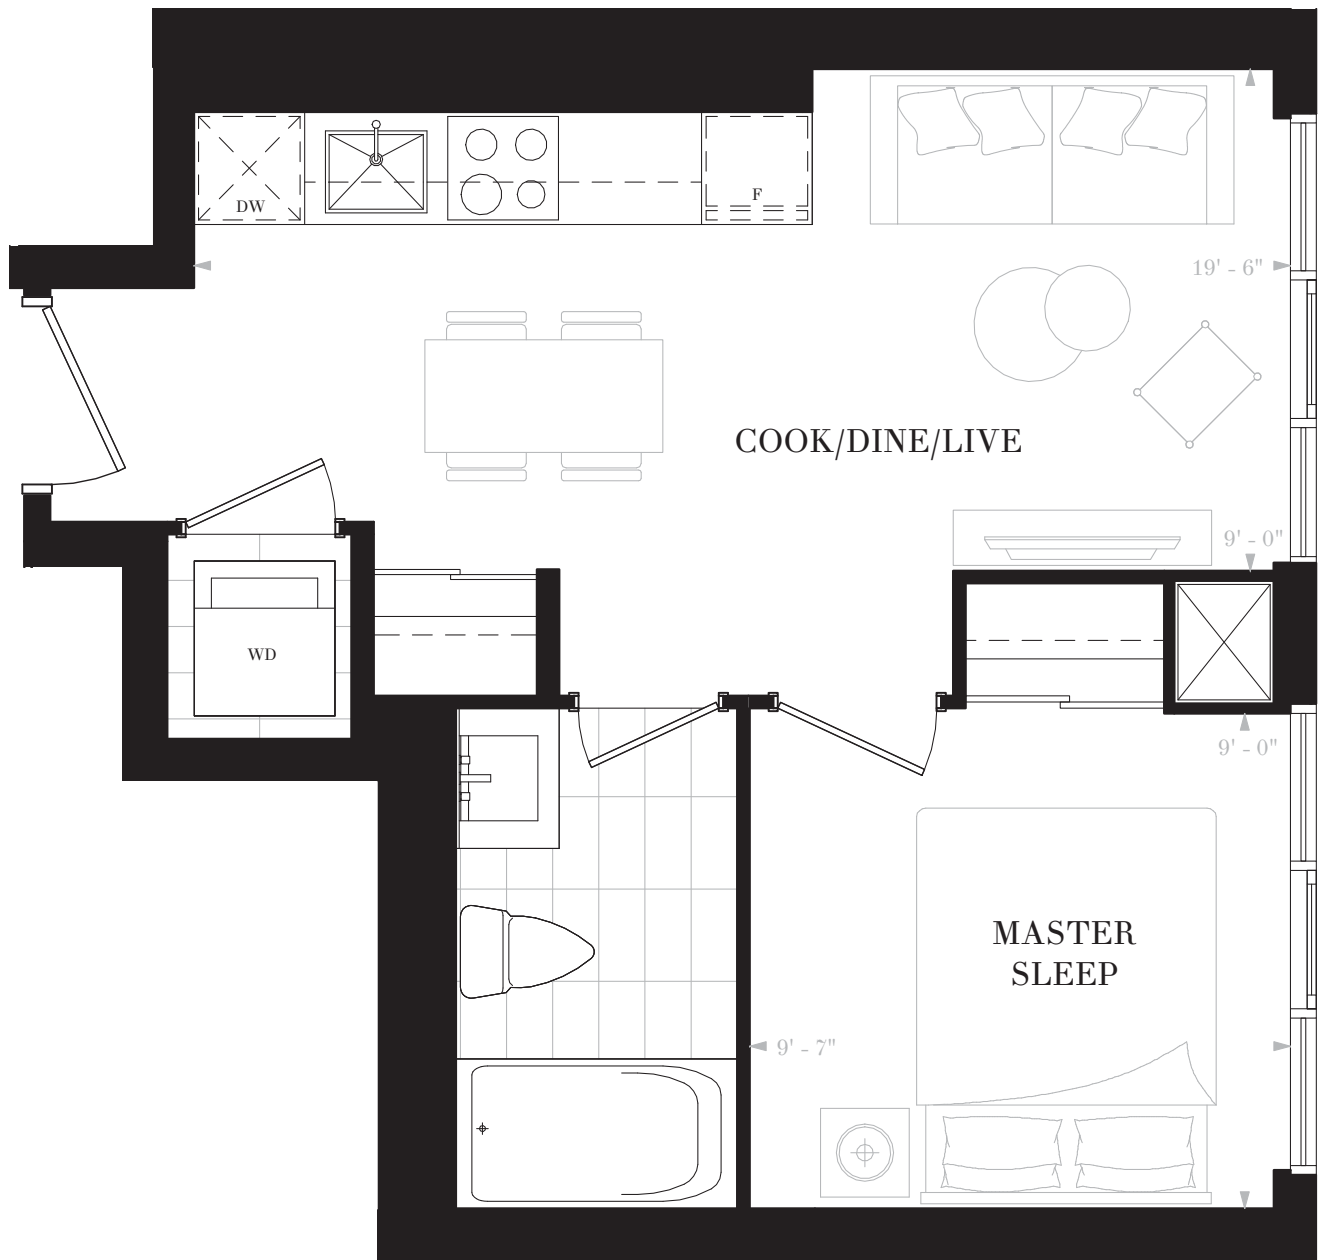 DW
F
19' - 6"
COOK/DINE/LIVE
9' - 0"
WD
9' - 0"
MASTER
SLEEP
9' - 7"